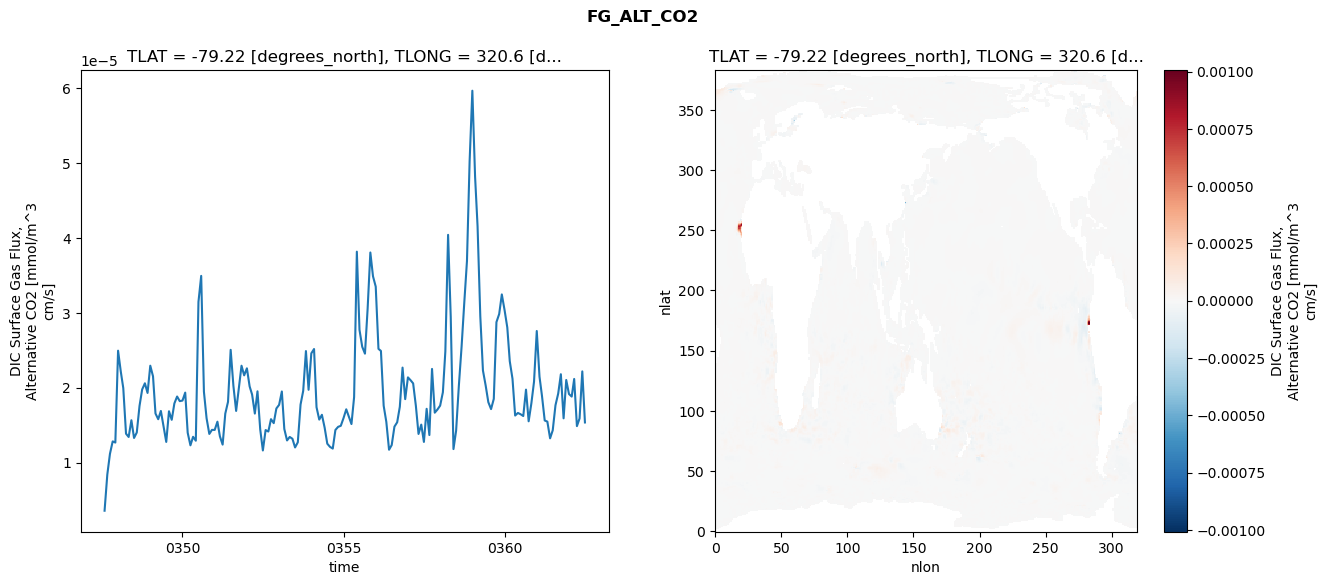 FG_ALT_CO2
TLAT = -79.22 [degrees_north], TLONG = 320.6 [d...
1e−5
6
5
4
3
2
1
0350
0355
0360
time
DIC Surface Gas Flux,
Alternative CO2 [mmol/m^3
cm/s]
TLAT = -79.22 [degrees_north], TLONG = 320.6 [d...
350
300
250
200
150
100
50
0
nlat
0
50
100
150
200
250
300
nlon
0.00100
0.00075
0.00050
0.00025
0.00000
−0.00025
−0.00050
−0.00075
−0.00100
DIC Surface Gas Flux,
Alternative CO2 [mmol/m^3
cm/s]